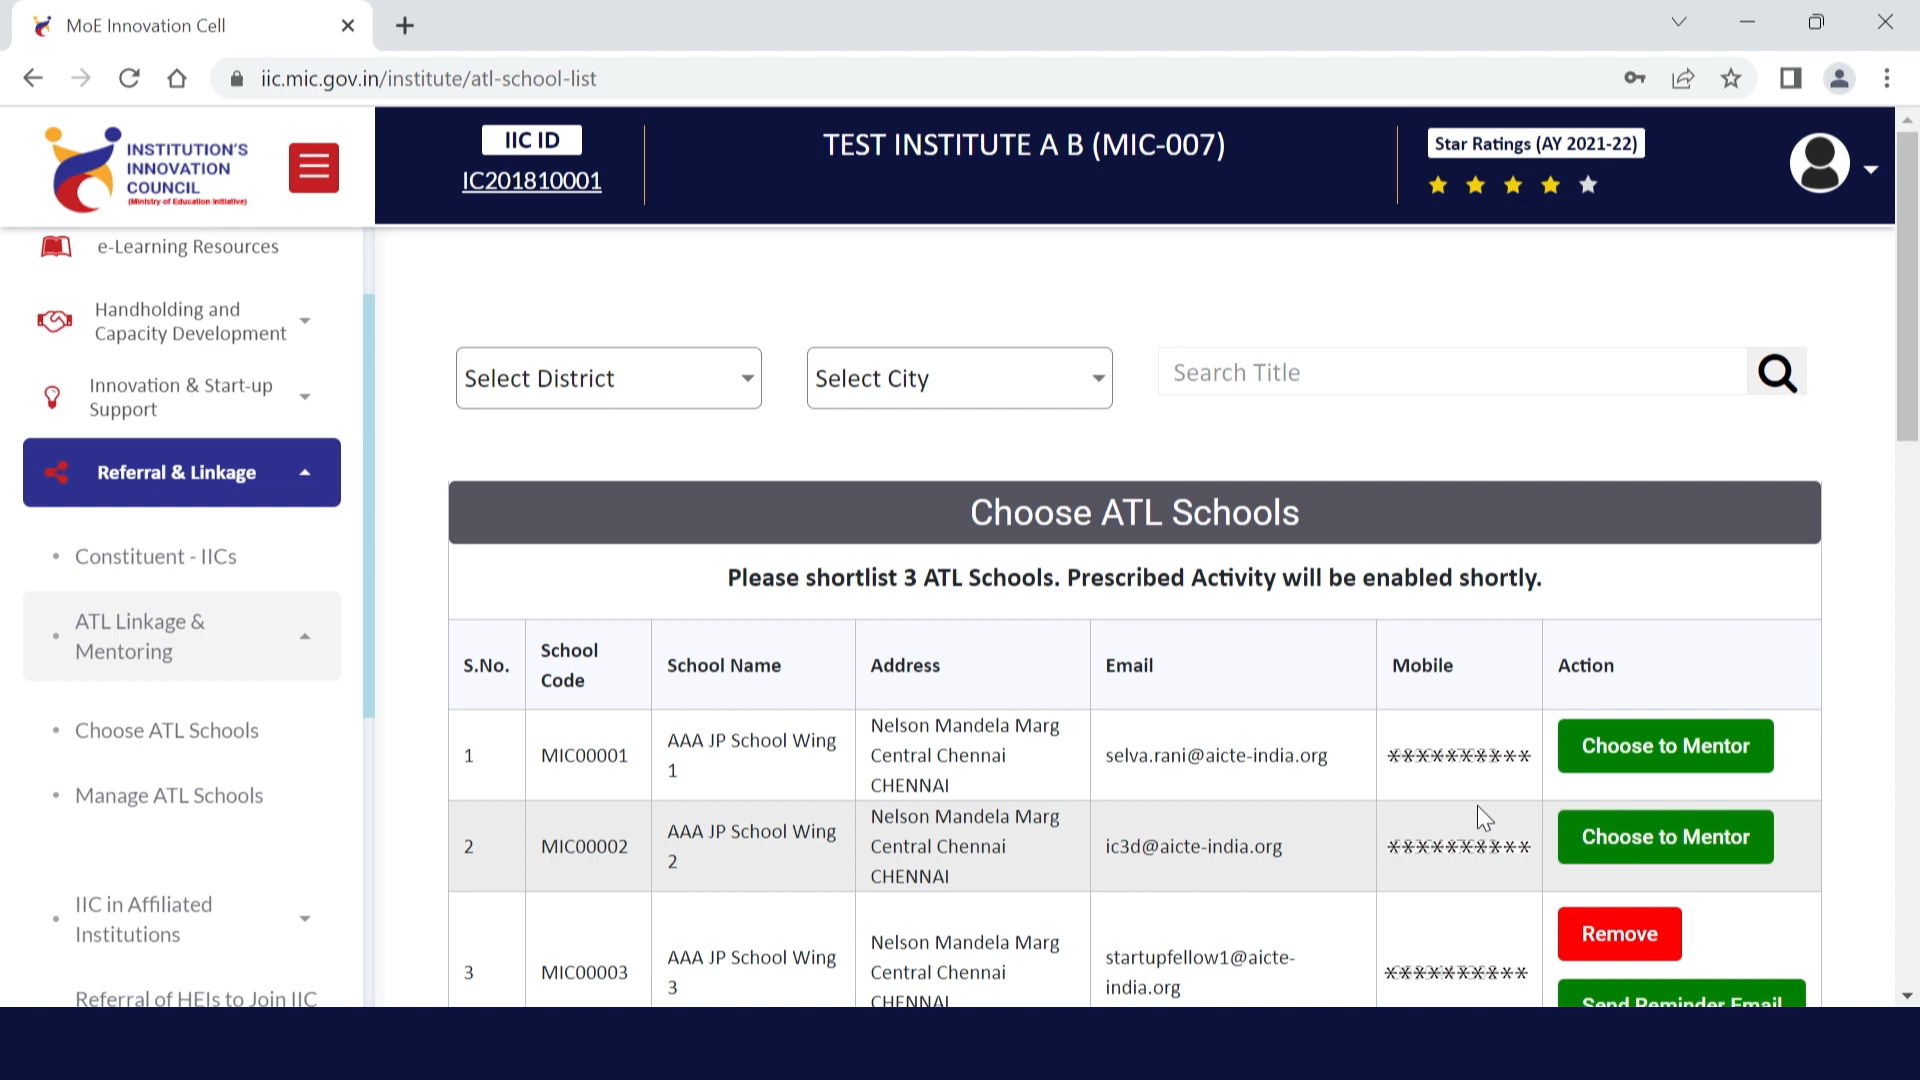 MoE Innovation Cell
iic.mic.gov.in/institute/atl-school-list
INSTITUTION'S
INNOVATION
COUNCIL
(Ministry of Education Initiative)
IIC ID
IC201810001
TEST INSTITUTE A B (MIC-007)
Star Ratings (AY 2021-22)
e-Learning Resources
Handholding and
Capacity Development
Innovation & Start-up
Support
Referral & Linkage
Constituent - IICs
ATL Linkage &
Mentoring
Choose ATL Schools
Manage ATL Schools
IIC in Affiliated
Institutions
Referral of HEIs to Join IIC
Select District
Select City
Search Title
Choose ATL Schools
Please shortlist 3 ATL Schools. Prescribed Activity will be enabled shortly.
S.No.
School
Code
School Name
Address
Email
Mobile
Action
1
MIC00001
AAA JP School Wing
1
Nelson Mandela Marg
Central Chennai
CHENNAI
selva.rani@aicte-india.org
Choose to Mentor
2
MIC00002
AAA JP School Wing
2
Nelson Mandela Marg
Central Chennai
CHENNAI
ic3d@aicte-india.org
Choose to Mentor
3
MIC00003
AAA JP School Wing
3
Nelson Mandela Marg
Central Chennai
CHENNAI
startupfellow1@aicte-
india.org
Remove
Send Reminder Email